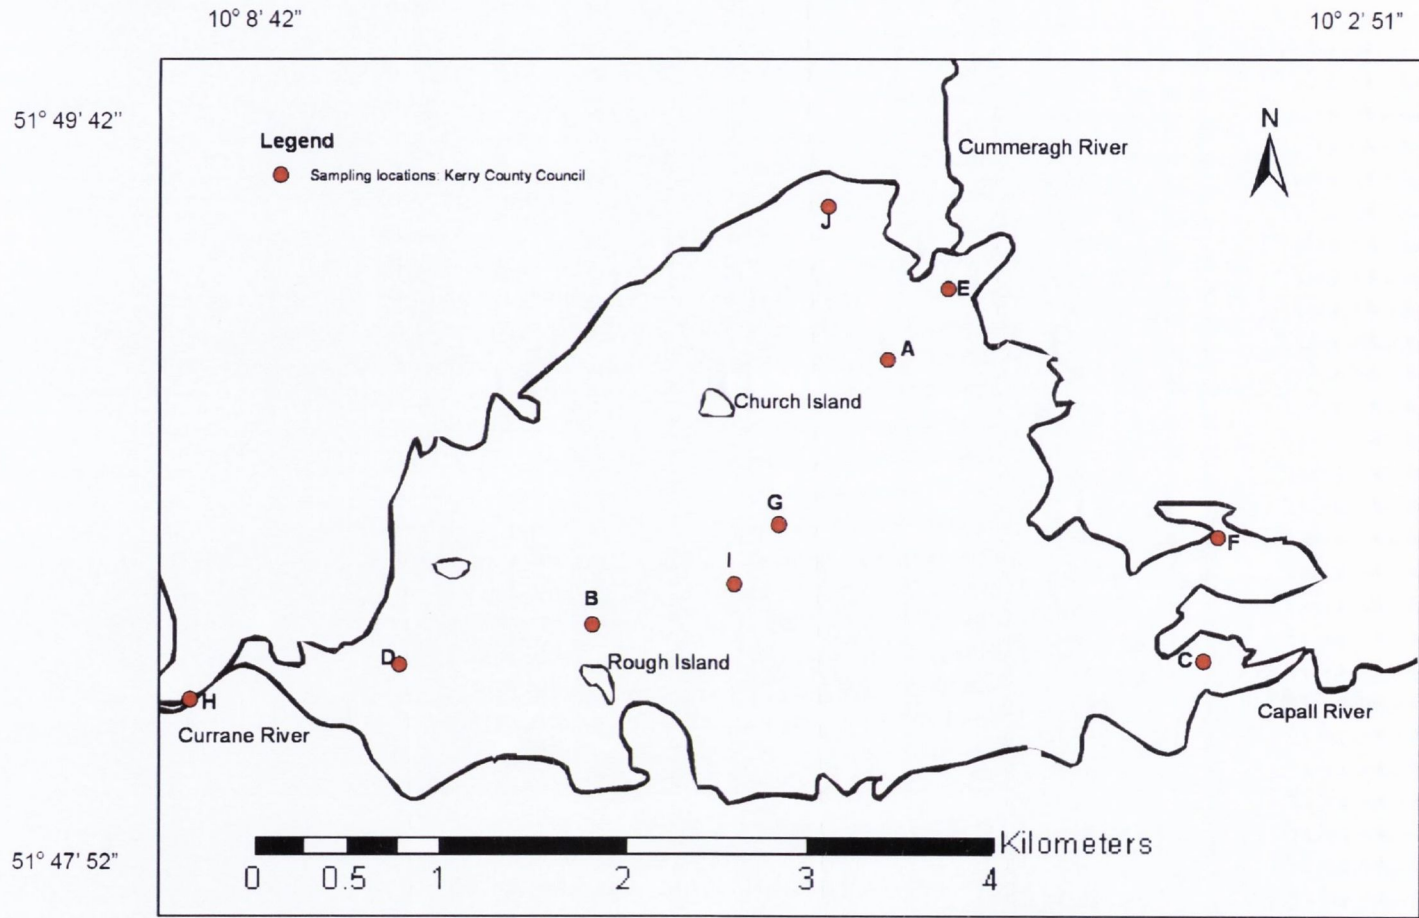 10° 8' 42"
10° 2' 51"
51° 49' 42"
Legend
Sampling locations: Kerry County Council
N
Cummeragh River
J
E
A
Church Island
G
F
I
B
D
Rough Island
C
H
Capall River
Currane River
Kilometers
51° 47' 52"
0 0.5 1 2 3 4